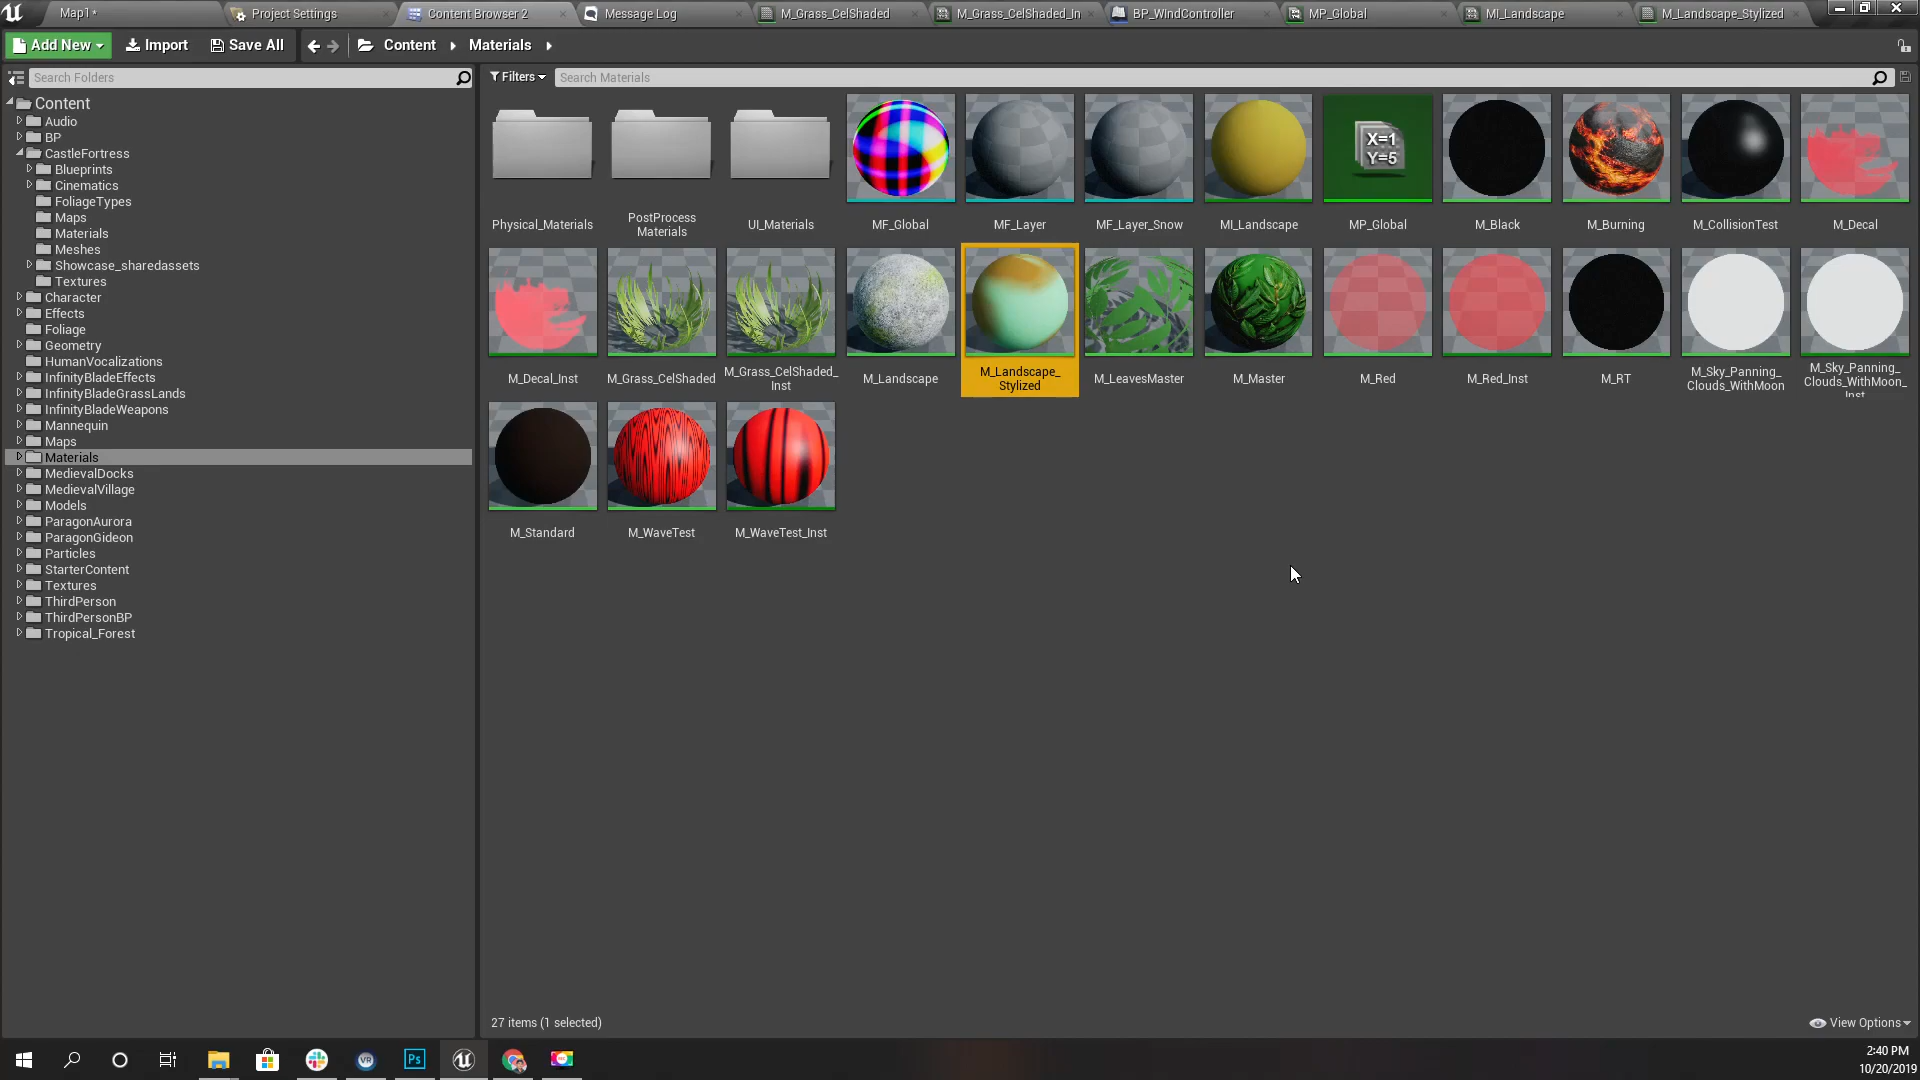 Map1*
Project Settings
Content Browser 2
Message Log
M_Grass_CelShaded
M_Grass_CelShaded_In
BP_WindController
MP_Global
MI_Landscape
M_Landscape_Stylized
Add New
Import
Save All
Content
Materials
Search Folders
Filters
Search Materials
Content
Audio
BP
CastleFortress
Blueprints
Cinematics
FoliageTypes
Maps
Materials
Meshes
Showcase_sharedassets
Textures
Character
Effects
Foliage
Geometry
HumanVocalizations
InfinityBladeEffects
InfinityBladeGrassLands
InfinityBladeWeapons
Mannequin
Maps
Materials
MedievalDocks
MedievalVillage
Models
ParagonAurora
ParagonGideon
Particles
StarterContent
Textures
ThirdPerson
ThirdPersonBP
Tropical_Forest
X=1
Y=5
Physical_Materials
PostProcess
Materials
UI_Materials
MF_Global
MF_Layer
MF_Layer_Snow
MI_Landscape
MP_Global
M_Black
M_Burning
M_CollisionTest
M_Decal
M_Decal_Inst
M_Grass_CelShaded
M_Grass_CelShaded_
Inst
M_Landscape
M_Landscape_
Stylized
M_LeavesMaster
M_Master
M_Red
M_Red_Inst
M_RT
M_Sky_Panning_
Clouds_WithMoon
M_Sky_Panning_
Clouds_WithMoon_
Inst
M_Standard
M_WaveTest
M_WaveTest_Inst
27 items (1 selected)
View Options
VR
Ps
2:40 PM
10/20/2019